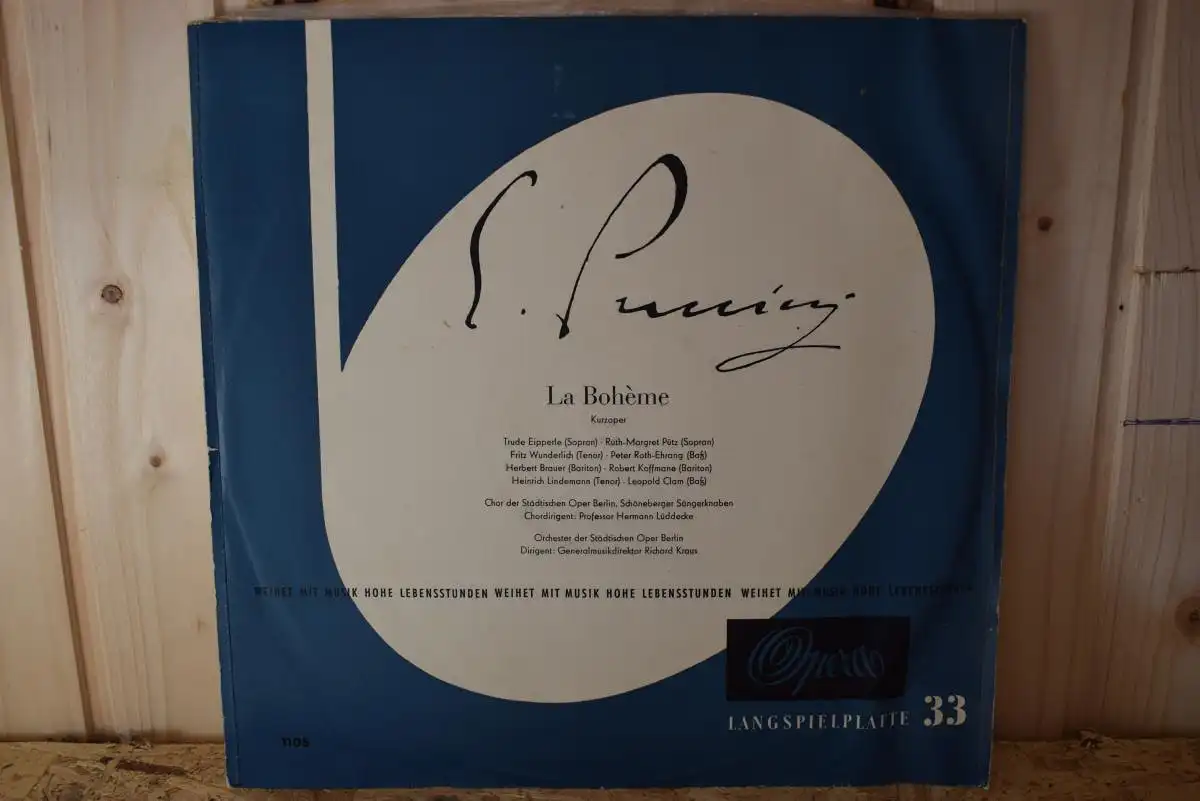 G. Puccini
La Bohème
Kurzoper
Trude Eipperle (Sopran) · Ruth-Margret Pütz (Sopran)
Fritz Wunderlich (Tenor) · Peter Roth-Ehrang (Baß)
Herbert Brauer (Bariton) · Robert Koffmane (Bariton)
Heinrich Lindemann (Tenor) · Leopold Clam (Baß)
Chor der Städtischen Oper Berlin, Schöneberger Sängerknaben
Chordirigent: Professor Hermann Lüddecke
Orchester der Städtischen Oper Berlin
Dirigent: Generalmusikdirektor Richard Kraus
WEIHET MIT MUSIK HOHE LEBENSSTUNDEN WEIHET MIT MUSIK HOHE LEBENSSTUNDEN WEIHET MIT MUSIK HOHE LEBENSSTUNDEN
Opera
LANGSPIELPLATTE 33
1105